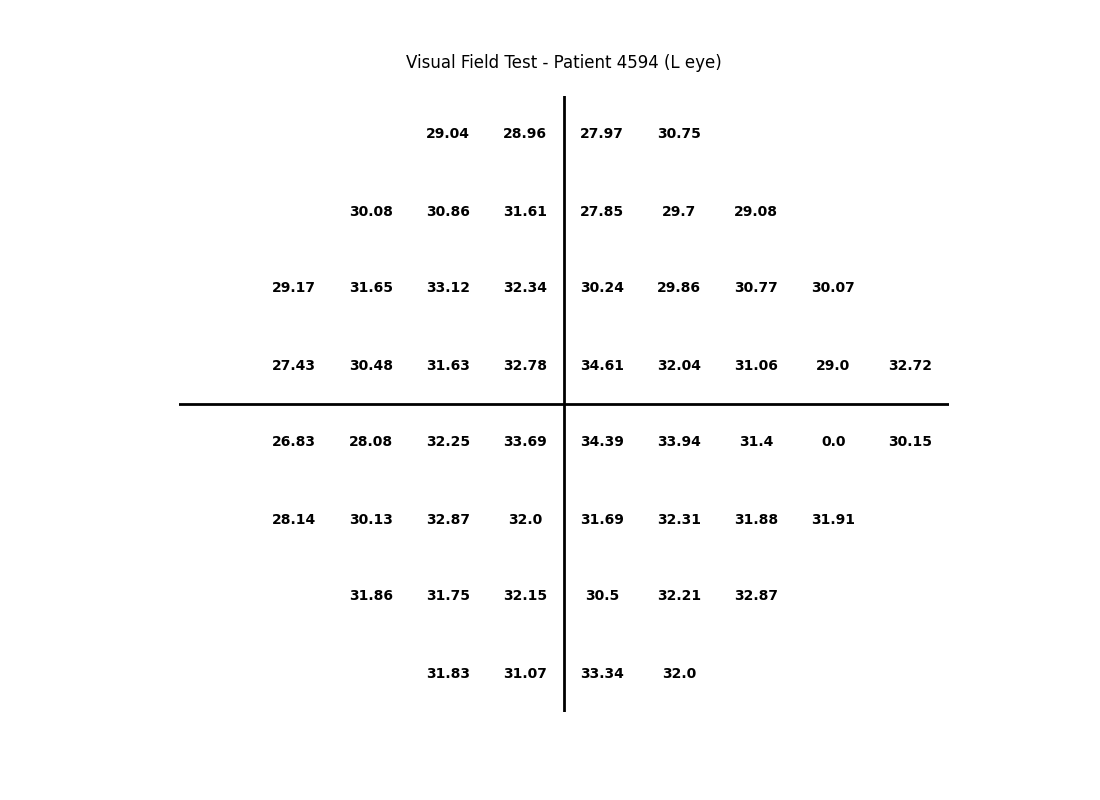 Visual Field Test - Patient 4594 (L eye)
29.04 28.96 27.97 30.75
30.08 30.86 31.61 27.85 29.7 29.08
29.17 31.65 33.12 32.34 30.24 29.86 30.77 30.07
27.43 30.48 31.63 32.78 34.61 32.04 31.06 29.0 32.72
26.83 28.08 32.25 33.69 34.39 33.94 31.4 0.0 30.15
28.14 30.13 32.87 32.0 31.69 32.31 31.88 31.91
31.86 31.75 32.15 30.5 32.21 32.87
31.83 31.07 33.34 32.0